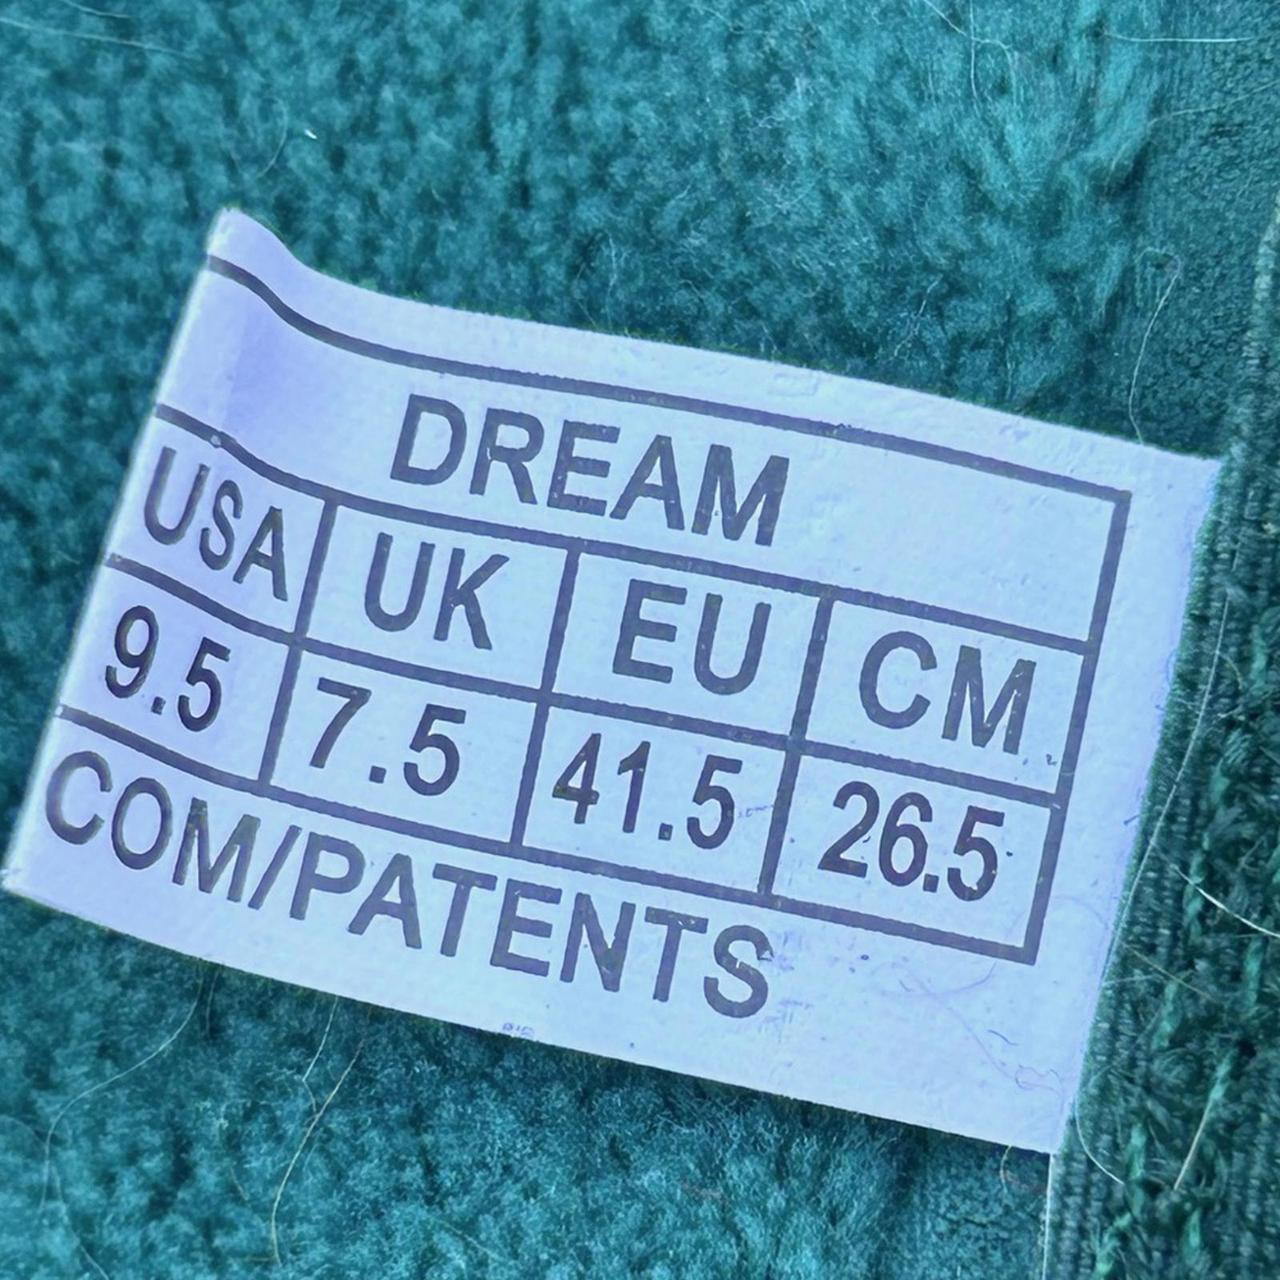 DREAM
USA UK EU CM
9.5 7.5 41.5 26.5
COM/PATENTS